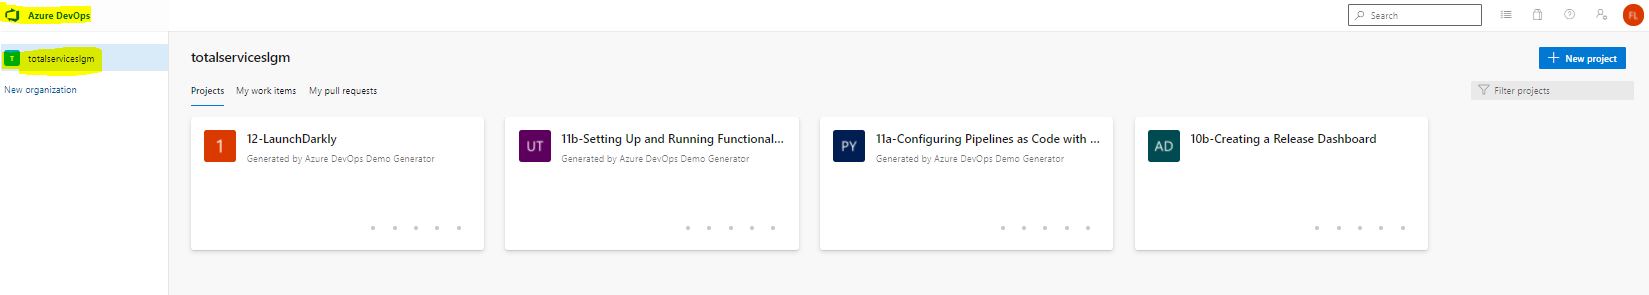 Azure DevOps
Search
FL
T totalserviceslgm
New organization
totalserviceslgm
New project
Projects My work items My pull requests
Filter projects
1 12-LaunchDarkly
Generated by Azure DevOps Demo Generator
UT 11b-Setting Up and Running Functional...
Generated by Azure DevOps Demo Generator
PY 11a-Configuring Pipelines as Code with ...
Generated by Azure DevOps Demo Generator
AD 10b-Creating a Release Dashboard